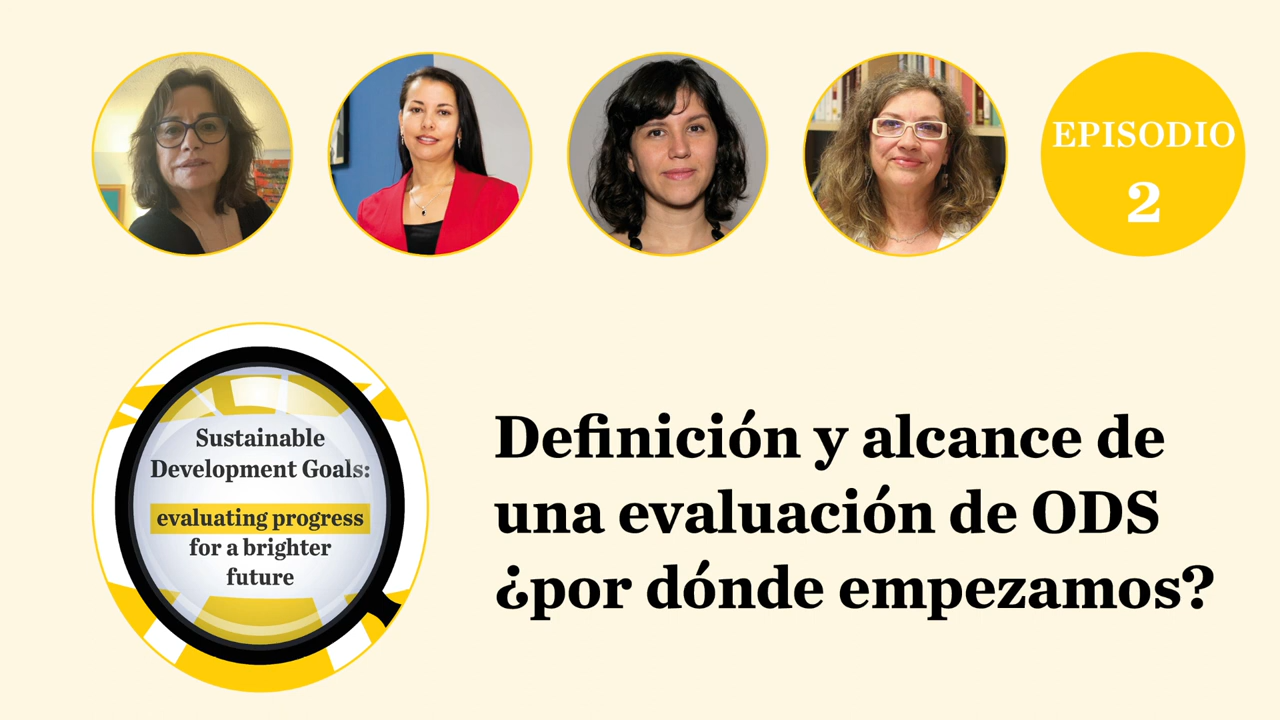 EPISODIO
2
Sustainable
Development Goals:
evaluating progress
for a brighter
future
Definición y alcance de
una evaluación de ODS
¿por dónde empezamos?